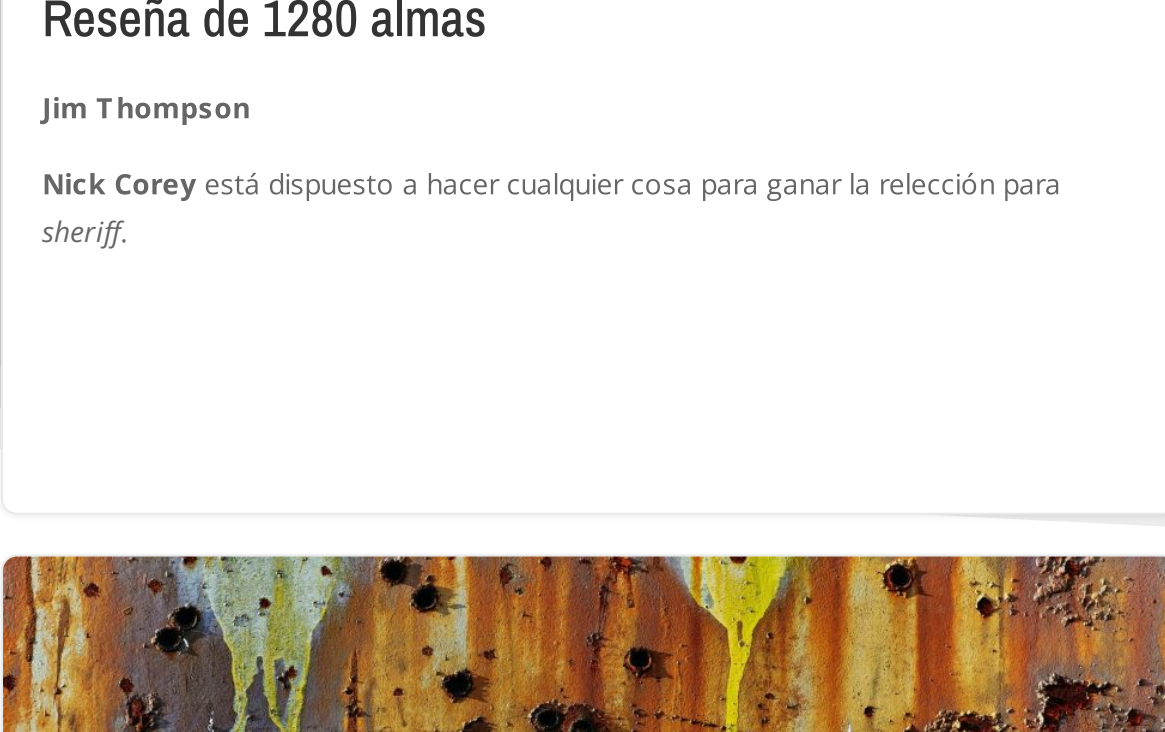 Reseña de 1280 almas
Jim Thompson
Nick Corey está dispuesto a hacer cualquier cosa para ganar la relección para
sheriff.